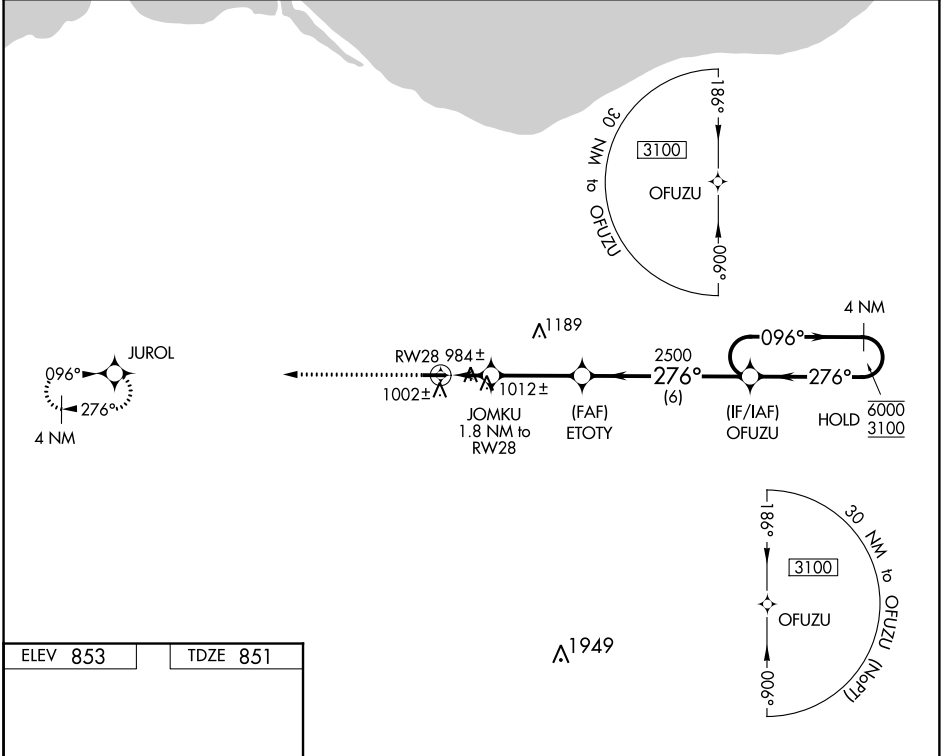 186°
30 NM to OFUZU
3100
OFUZU
006°
4 NM
1189
096°
JUROL
RW28 984±
2500
096°
276°
276°
276°
1002±
1012±
(6)
6000
3100
4 NM
JOMKU
1.8 NM to
RW28
(FAF)
ETOTY
(IF/IAF)
OFUZU
HOLD
186°
30 NM to OFUZU (NoPT)
3100
OFUZU
006°
1949
ELEV 853
TDZE 851